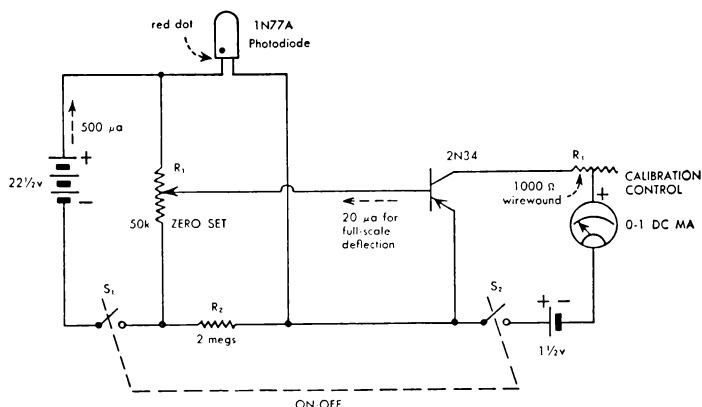 red dot
1N77A
Photodiode
500 μa
+
22½v
−
R₁
50k
ZERO SET
2N34
20 μa for
full-scale
deflection
R₁
1000 Ω
wirewound
CALIBRATION
CONTROL
+
0-1 DC MA
S₁
R₂
2 megs
S₂
+ −
1½v
ON-OFF